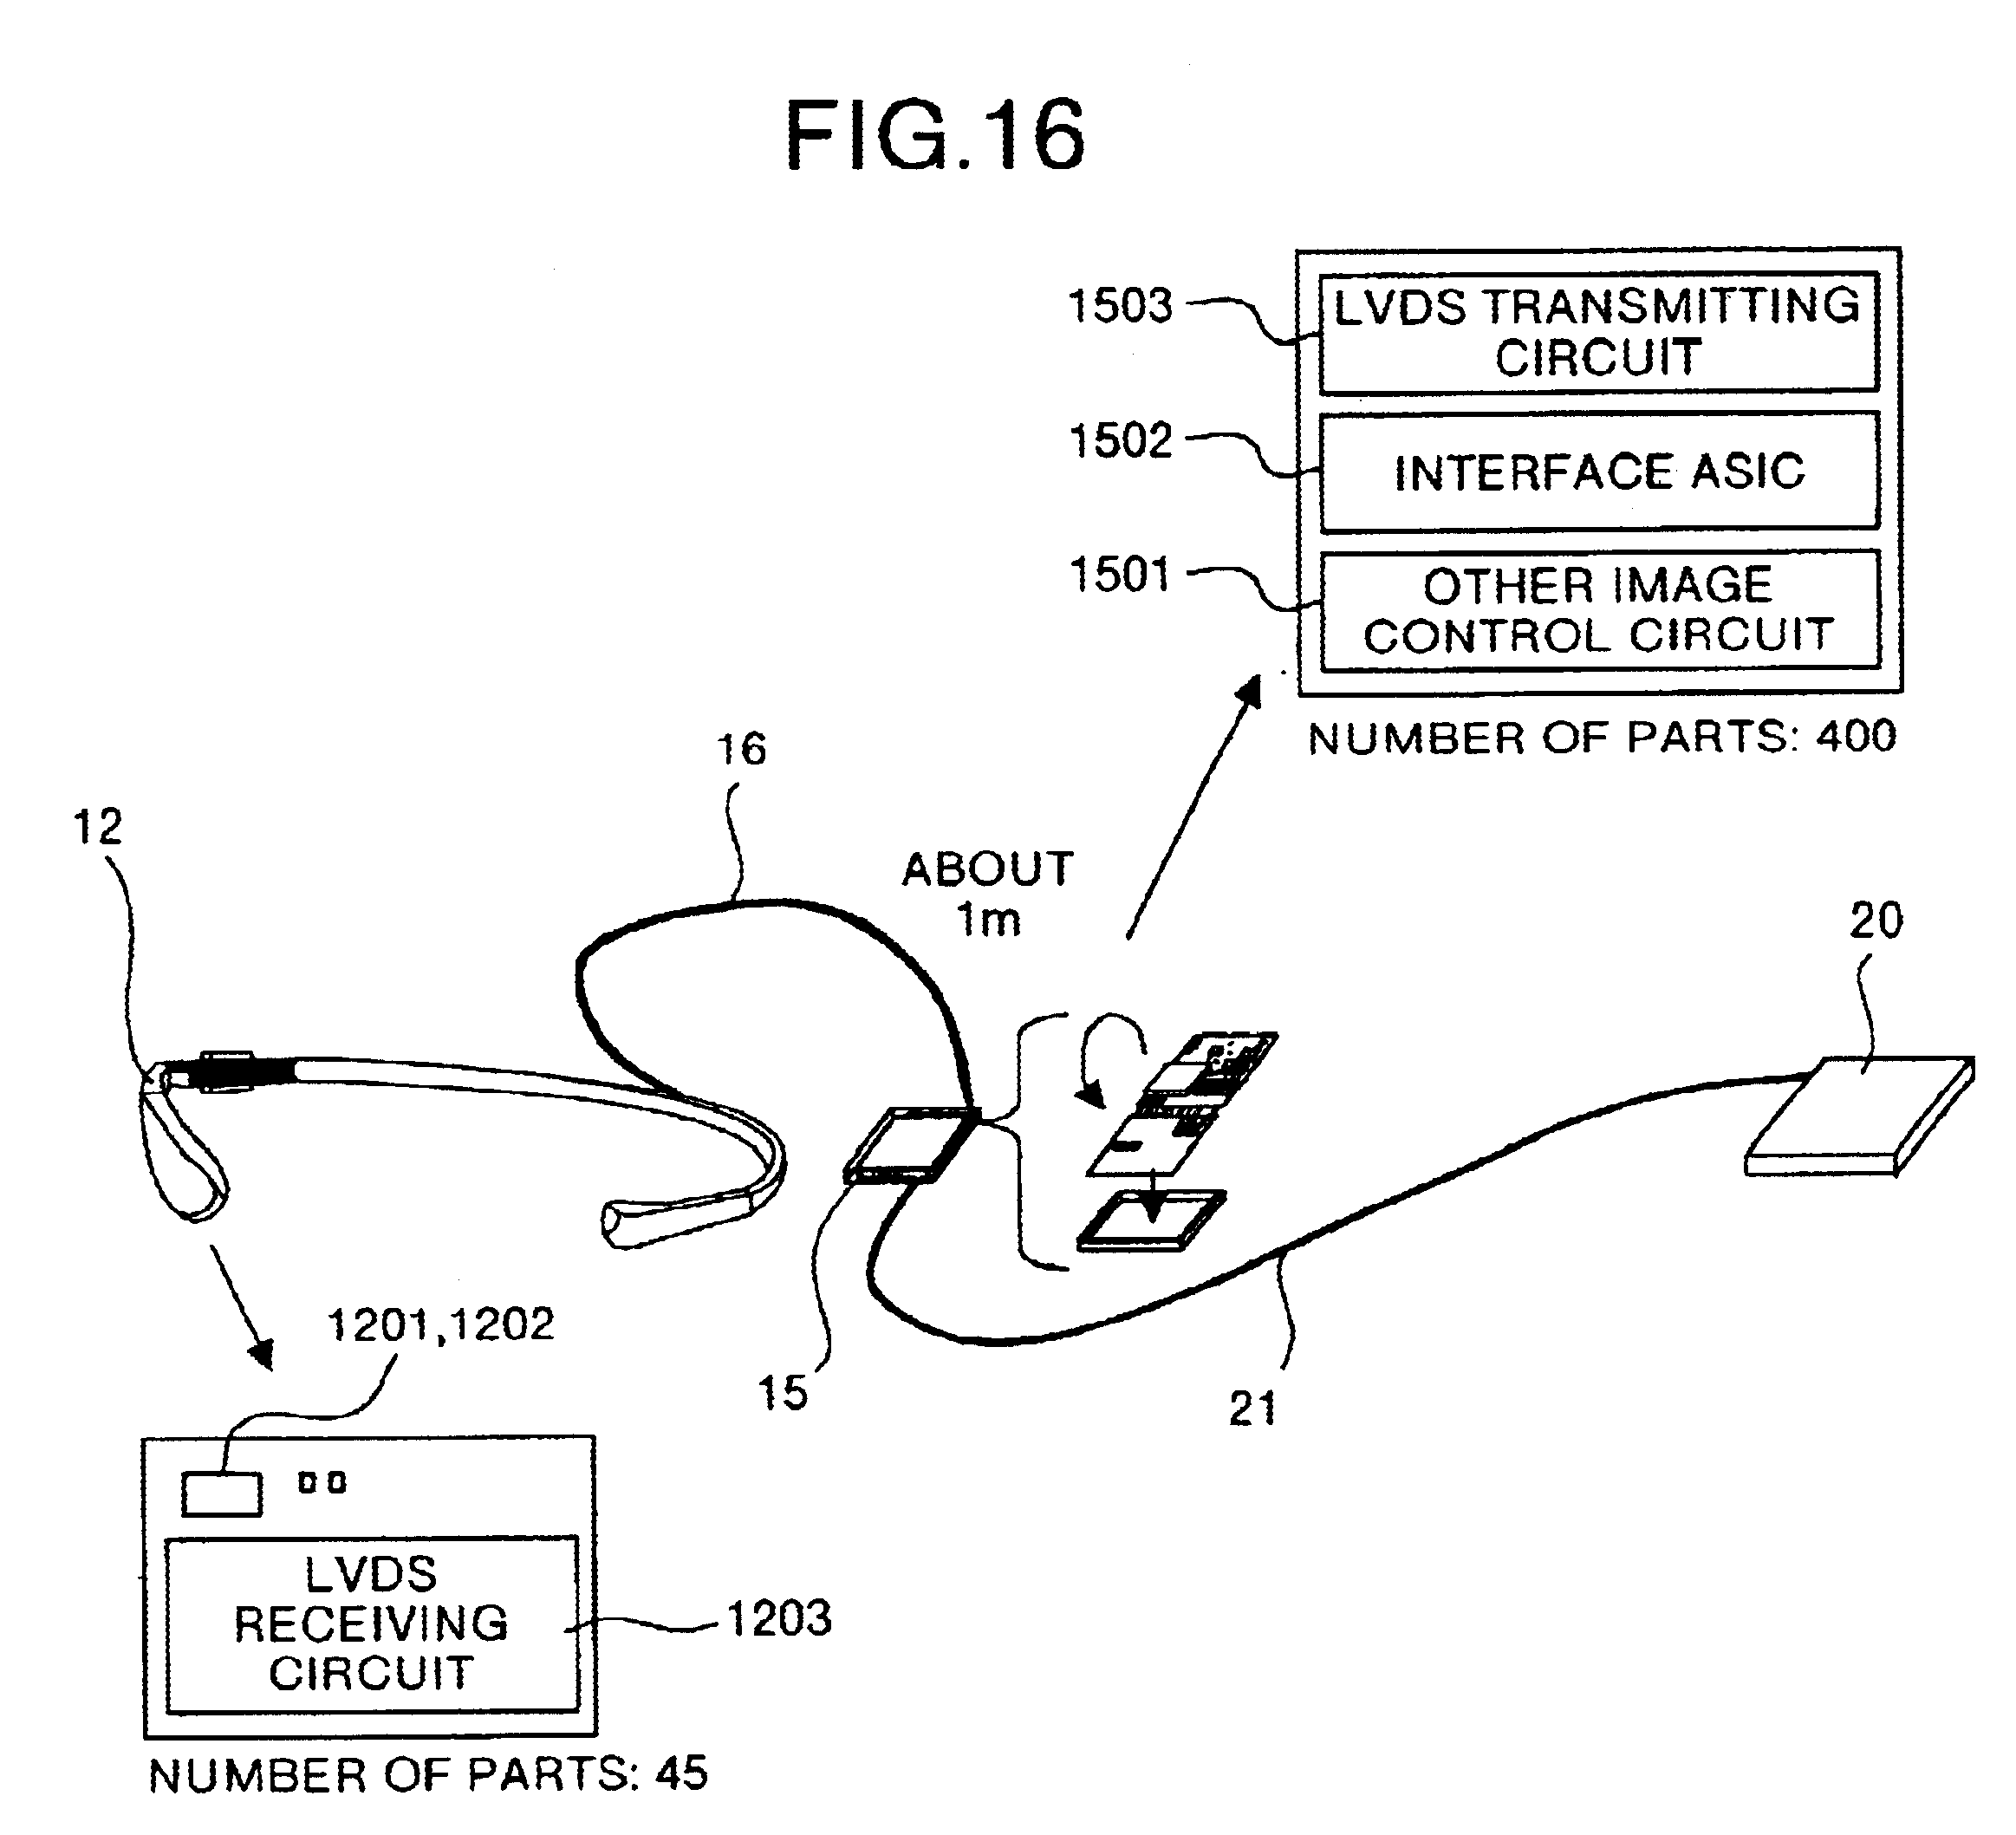 FIG.16
1503
LVDS TRANSMITTING
CIRCUIT
1502
INTERFACE ASIC
1501
OTHER IMAGE
CONTROL CIRCUIT
NUMBER OF PARTS: 400
16
12
ABOUT
1m
20
1201,1202
15
21
LVDS
RECEIVING
CIRCUIT
1203
NUMBER OF PARTS: 45